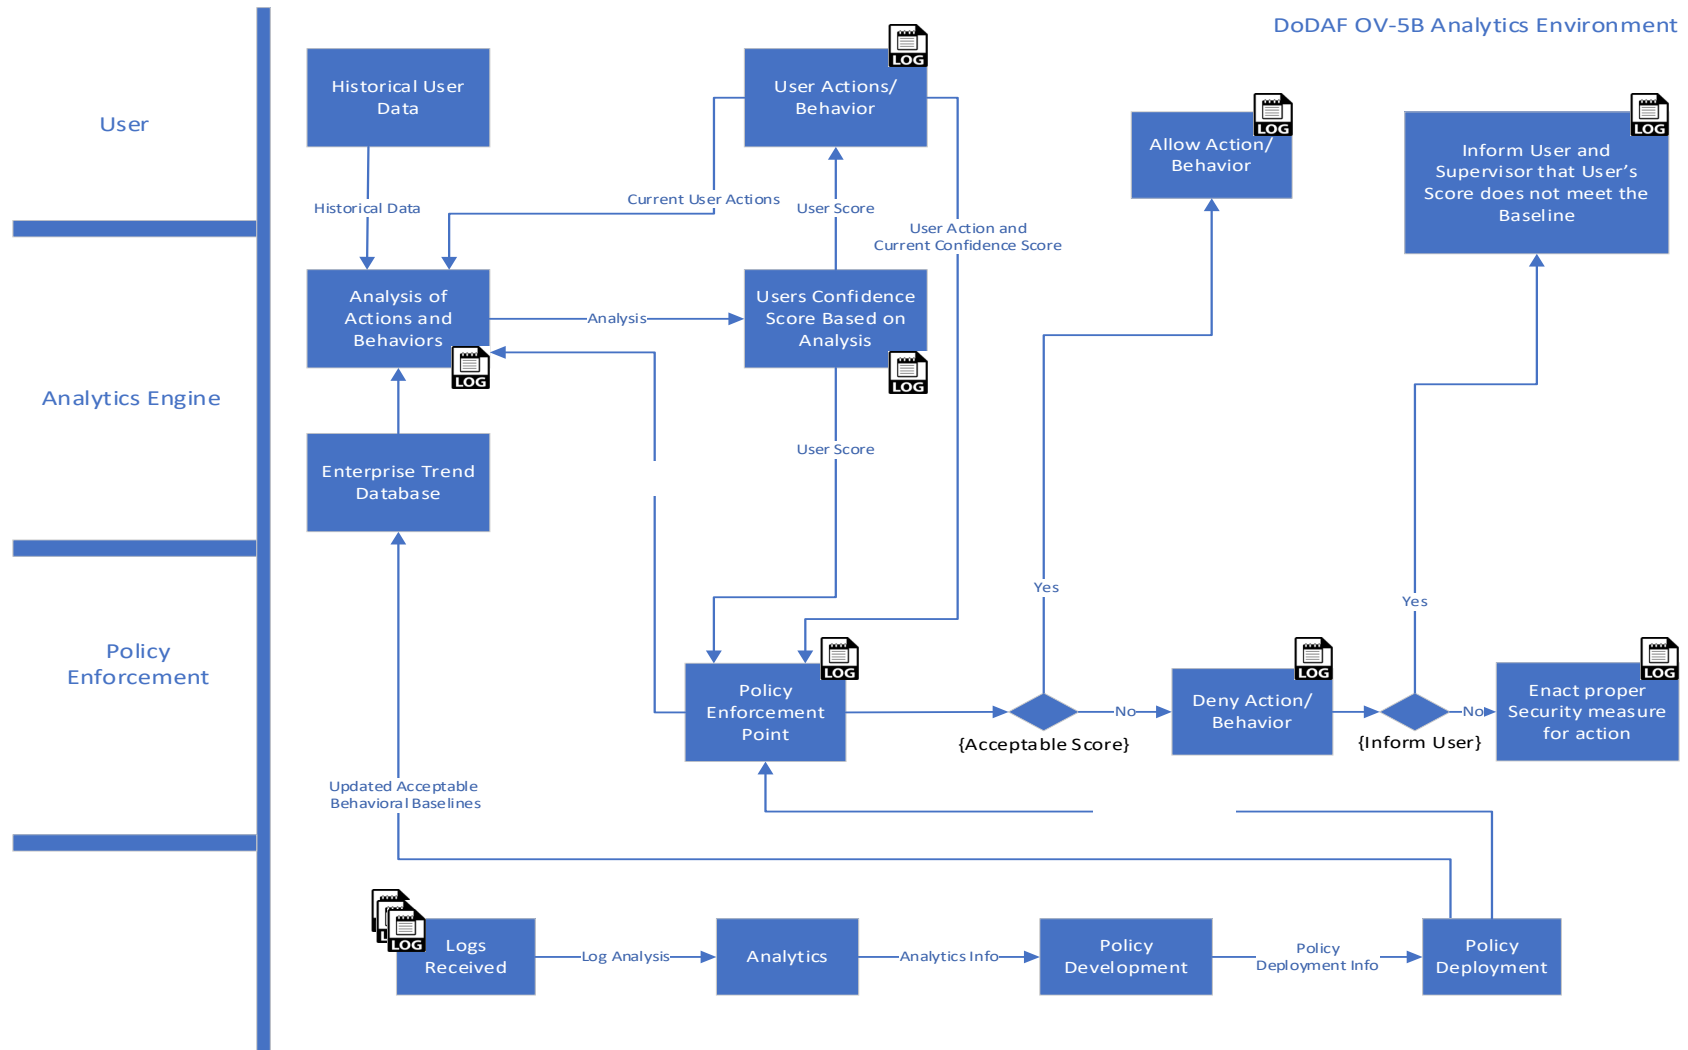 DoDAF OV-5B Analytics Environment
User
Historical User
Data
LOG
User Actions/
Behavior
LOG
Allow Action/
Behavior
LOG
Inform User and
Supervisor that User's
Score does not meet the
Baseline
Historical Data
Current User Actions
User Score
User Action and
Current Confidence Score
Analytics Engine
Analysis of
Actions and
Behaviors
LOG
Analysis
Users Confidence
Score Based on
Analysis
LOG
User Score
Enterprise Trend
Database
Policy
Enforcement
Yes
Yes
LOG
Policy
Enforcement
Point
{Acceptable Score}
No
LOG
Deny Action/
Behavior
{Inform User}
No
LOG
Enact proper
Security measure
for action
Updated Acceptable
Behavioral Baselines
LOG
Logs
Received
Log Analysis
Analytics
Analytics Info
Policy
Development
Policy
Deployment Info
Policy
Deployment